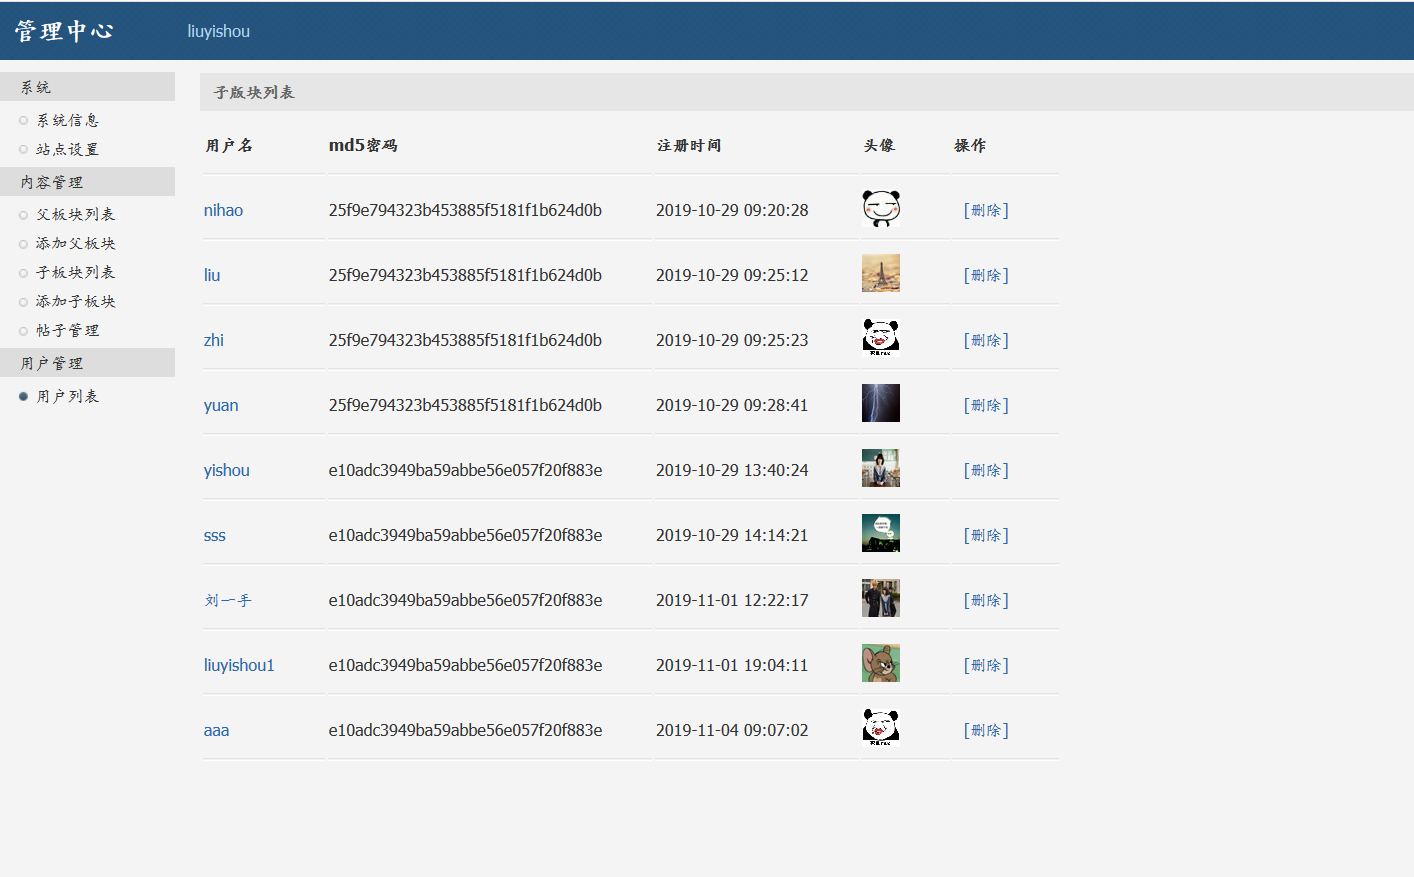 管理中心 liuyishou
系统
系统信息
站点设置
内容管理
父板块列表
添加父板块
子板块列表
添加子板块
帖子管理
用户管理
用户列表
子版块列表
用户名 md5密码 注册时间 头像 操作
nihao 25f9e794323b453885f5181f1b624d0b 2019-10-29 09:20:28 [删除]
liu 25f9e794323b453885f5181f1b624d0b 2019-10-29 09:25:12 [删除]
zhi 25f9e794323b453885f5181f1b624d0b 2019-10-29 09:25:23 [删除]
yuan 25f9e794323b453885f5181f1b624d0b 2019-10-29 09:28:41 [删除]
yishou e10adc3949ba59abbe56e057f20f883e 2019-10-29 13:40:24 [删除]
sss e10adc3949ba59abbe56e057f20f883e 2019-10-29 14:14:21 [删除]
刘一手 e10adc3949ba59abbe56e057f20f883e 2019-11-01 12:22:17 [删除]
liuyishou1 e10adc3949ba59abbe56e057f20f883e 2019-11-01 19:04:11 [删除]
aaa e10adc3949ba59abbe56e057f20f883e 2019-11-04 09:07:02 [删除]